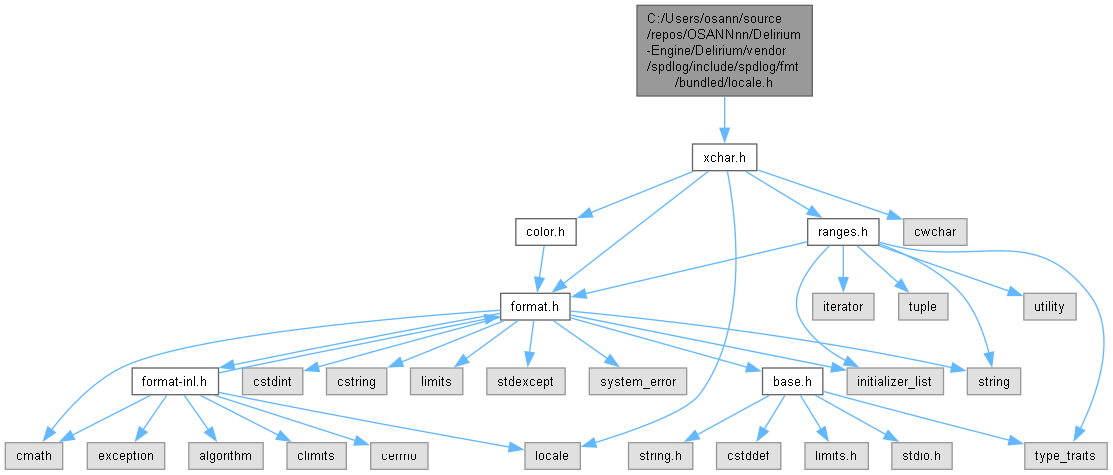 C:/Users/osann/source
/repos/OSANNnn/Delirium
-Engine/Delirium/vendor
/spdlog/include/spdlog/fmt
/bundled/locale.h
xchar.h
color.h
ranges.h
cwchar
format.h
iterator
tuple
utility
format-inl.h
cstdint
cstring
limits
stdexcept
system_error
base.h
initializer_list
string
cmath
exception
algorithm
climits
locale
string.h
cstddef
limits.h
stdio.h
type_traits